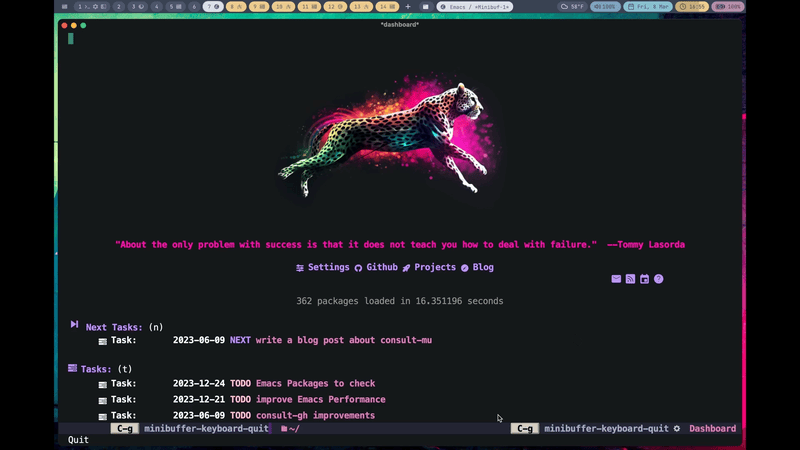 1 2 3 4 5 6 7 8 9 10 11 12 13 14 + Emacs / *Minibuf-1* 58°F 100% Fri, 8 Mar 16:55 100%
*dashboard*
"About the only problem with success is that it does not teach you how to deal with failure." --Tommy Lasorda
Settings Github Projects Blog
362 packages loaded in 16.351196 seconds
Next Tasks: (n)
Task: 2023-06-09 NEXT write a blog post about consult-mu
Tasks: (t)
Task: 2023-12-24 TODO Emacs Packages to check
Task: 2023-12-21 TODO improve Emacs Performance
Task: 2023-06-09 TODO consult-gh improvements
C-g minibuffer-keyboard-quit ~/ C-g minibuffer-keyboard-quit Dashboard
Quit